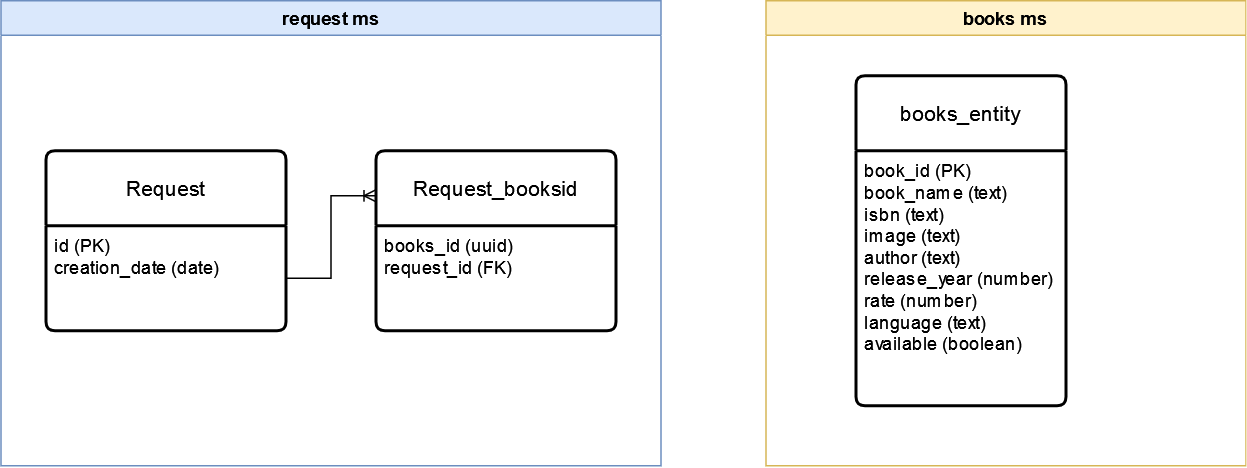 request ms
Request
id (PK)
creation_date (date)
Request_booksid
books_id (uuid)
request_id (FK)
books ms
books_entity
book_id (PK)
book_name (text)
isbn (text)
image (text)
author (text)
release_year (number)
rate (number)
language (text)
available (boolean)